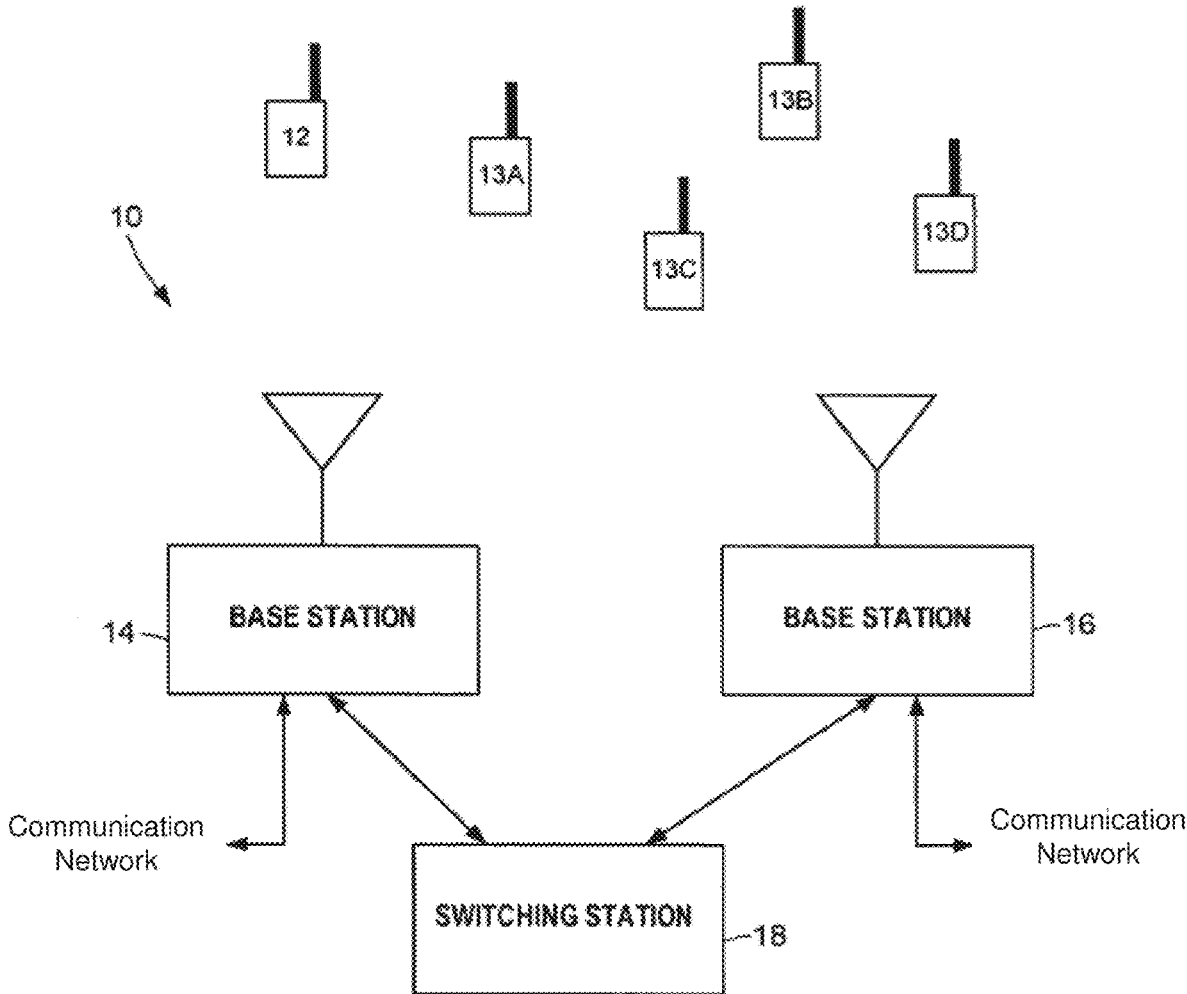 13B
12
13A
13D
10
13C
BASE STATION
BASE STATION
14
16
Communication
Network
Communication
Network
SWITCHING STATION
18